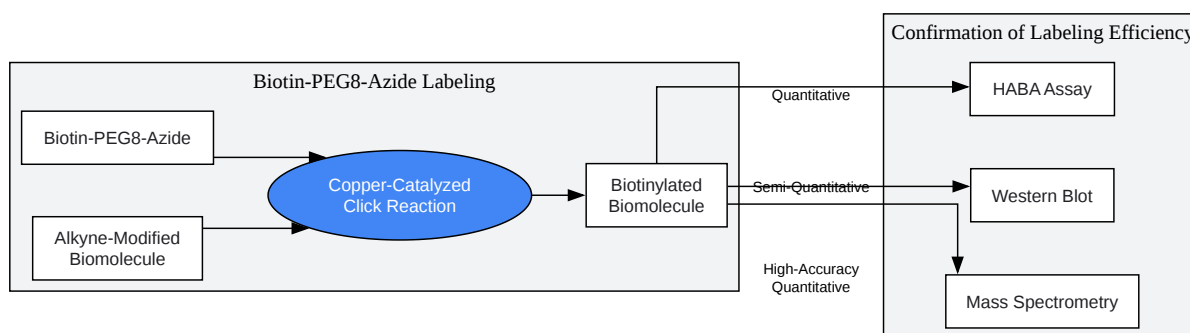 Confirmation of Labeling Efficiency
Biotin-PEG8-Azide Labeling
Biotin-PEG8-Azide
Copper-Catalyzed
Click Reaction
Alkyne-Modified
Biomolecule
Biotinylated
Biomolecule
Quantitative
Semi-Quantitative
High-Accuracy
Quantitative
HABA Assay
Western Blot
Mass Spectrometry